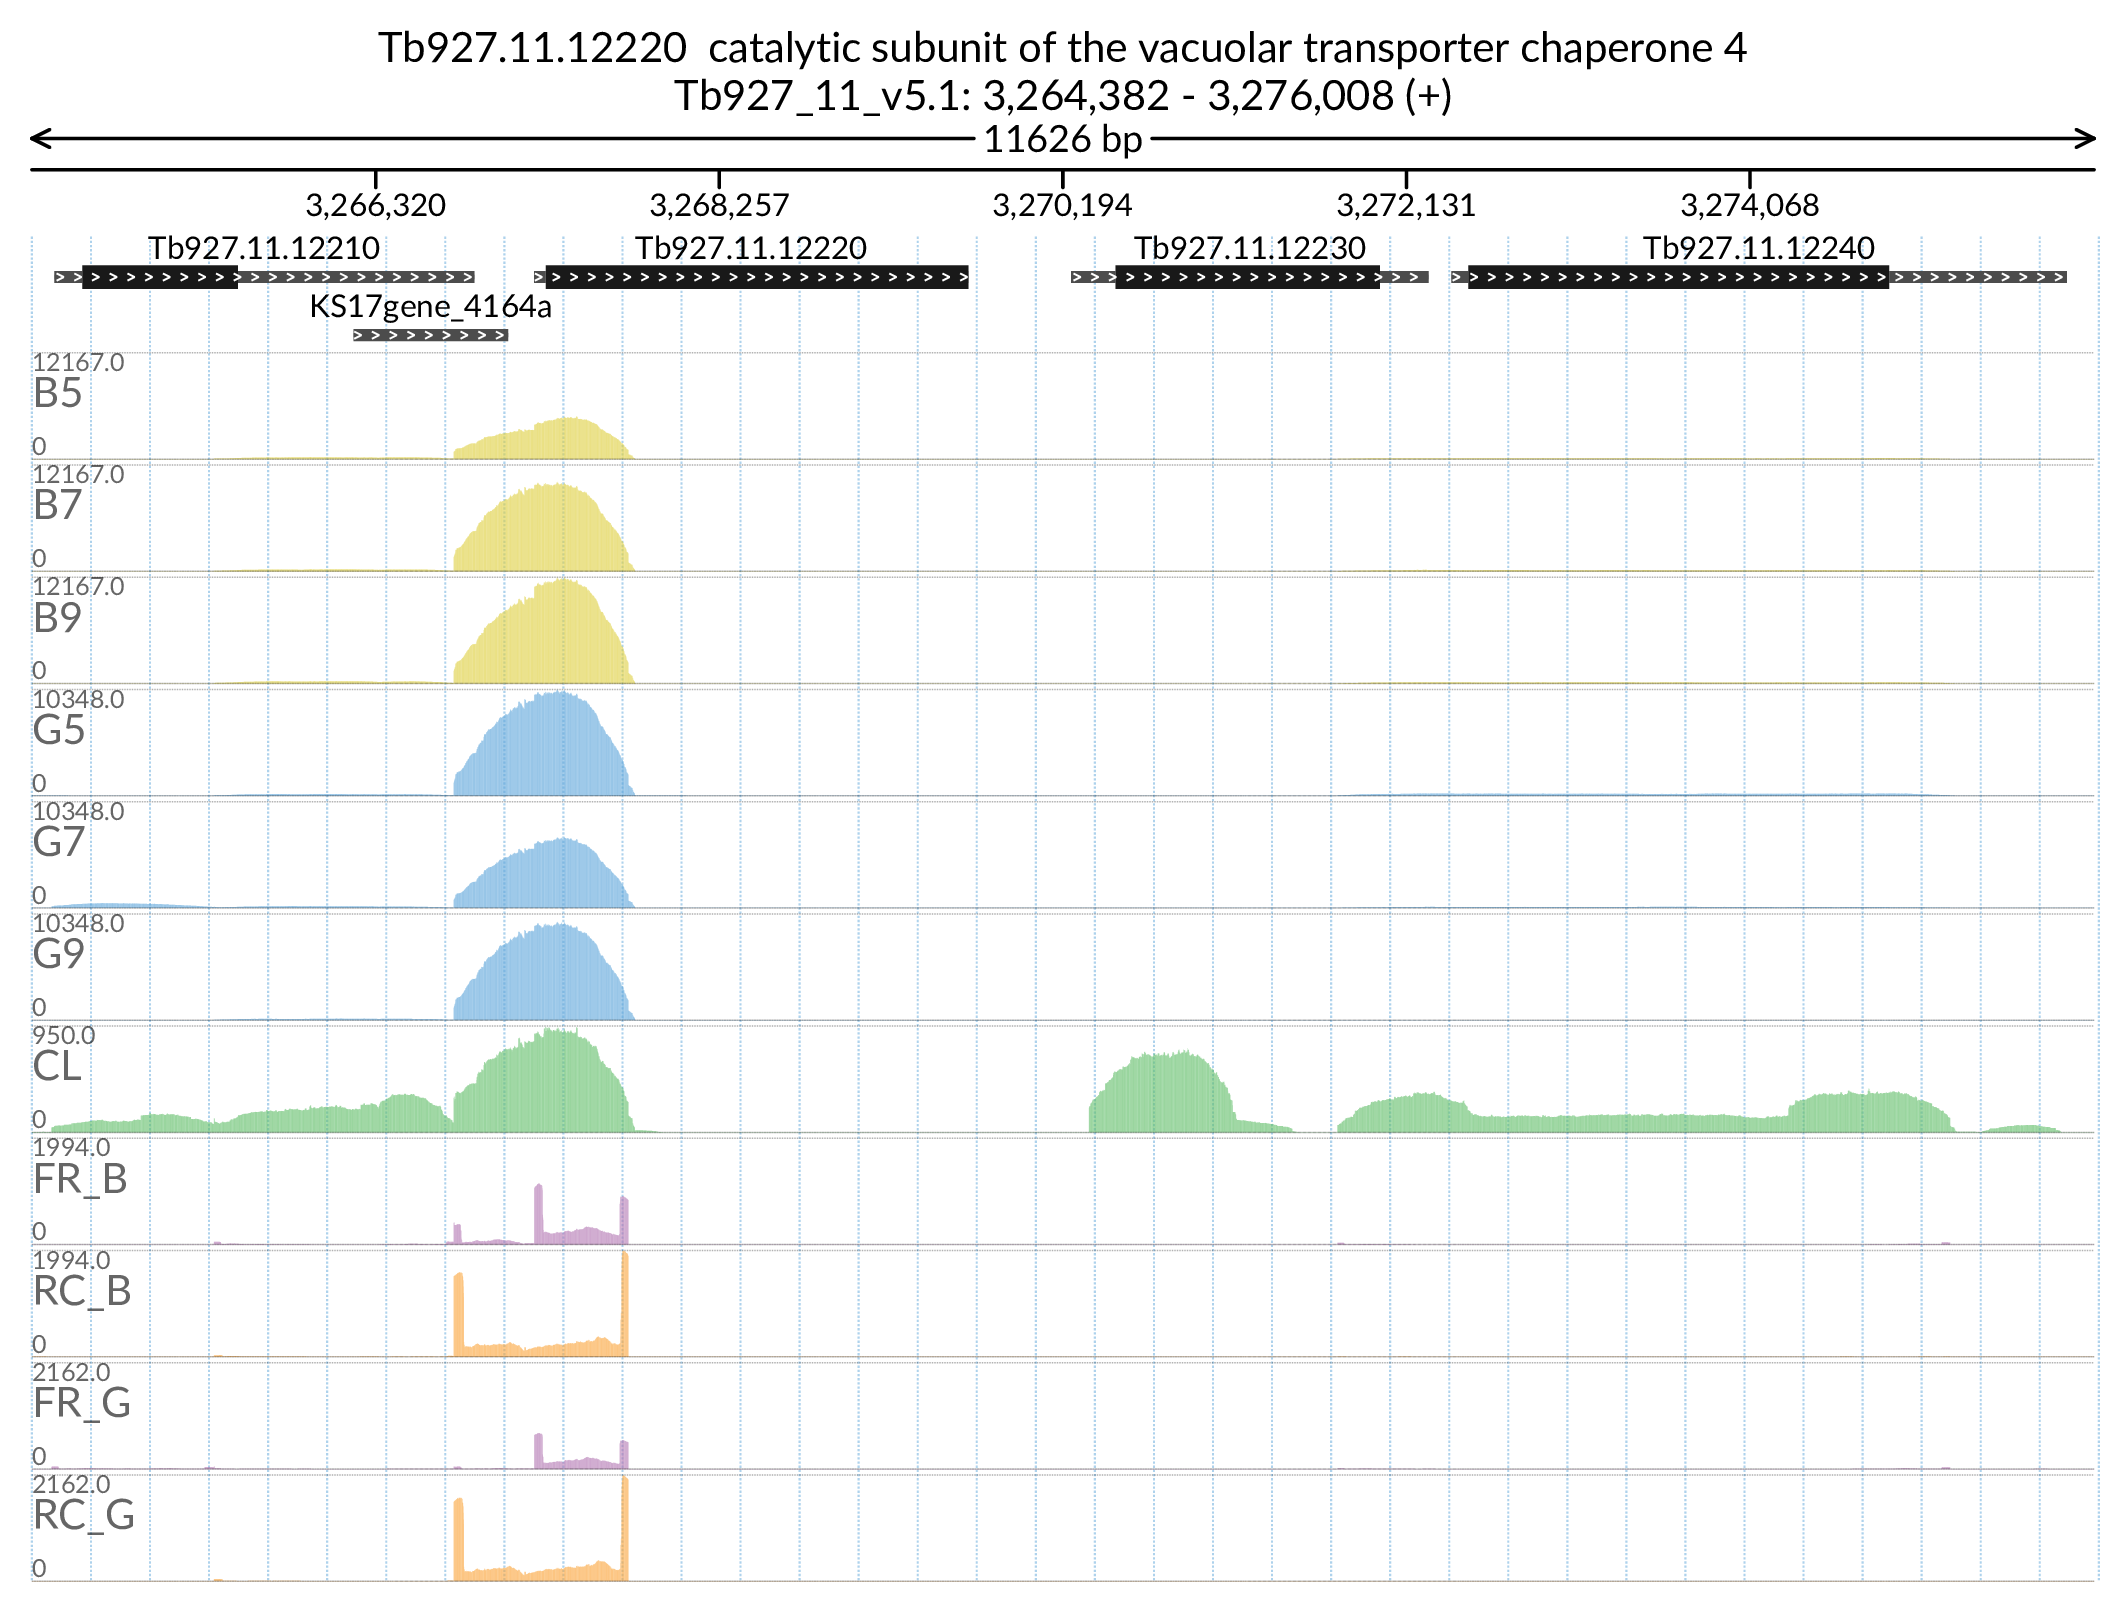 Tb927.11.12220  catalytic subunit of the vacuolar transporter chaperone 4
Tb927_11_v5.1: 3,264,382 - 3,276,008 (+)
11626 bp
3,266,320 3,268,257 3,270,194 3,272,131 3,274,068
Tb927.11.12210 Tb927.11.12220 Tb927.11.12230 Tb927.11.12240
KS17gene_4164a
12167.0
B5
0
12167.0
B7
0
12167.0
B9
0
10348.0
G5
0
10348.0
G7
0
10348.0
G9
0
950.0
CL
0
1994.0
FR_B
0
1994.0
RC_B
0
2162.0
FR_G
0
2162.0
RC_G
0